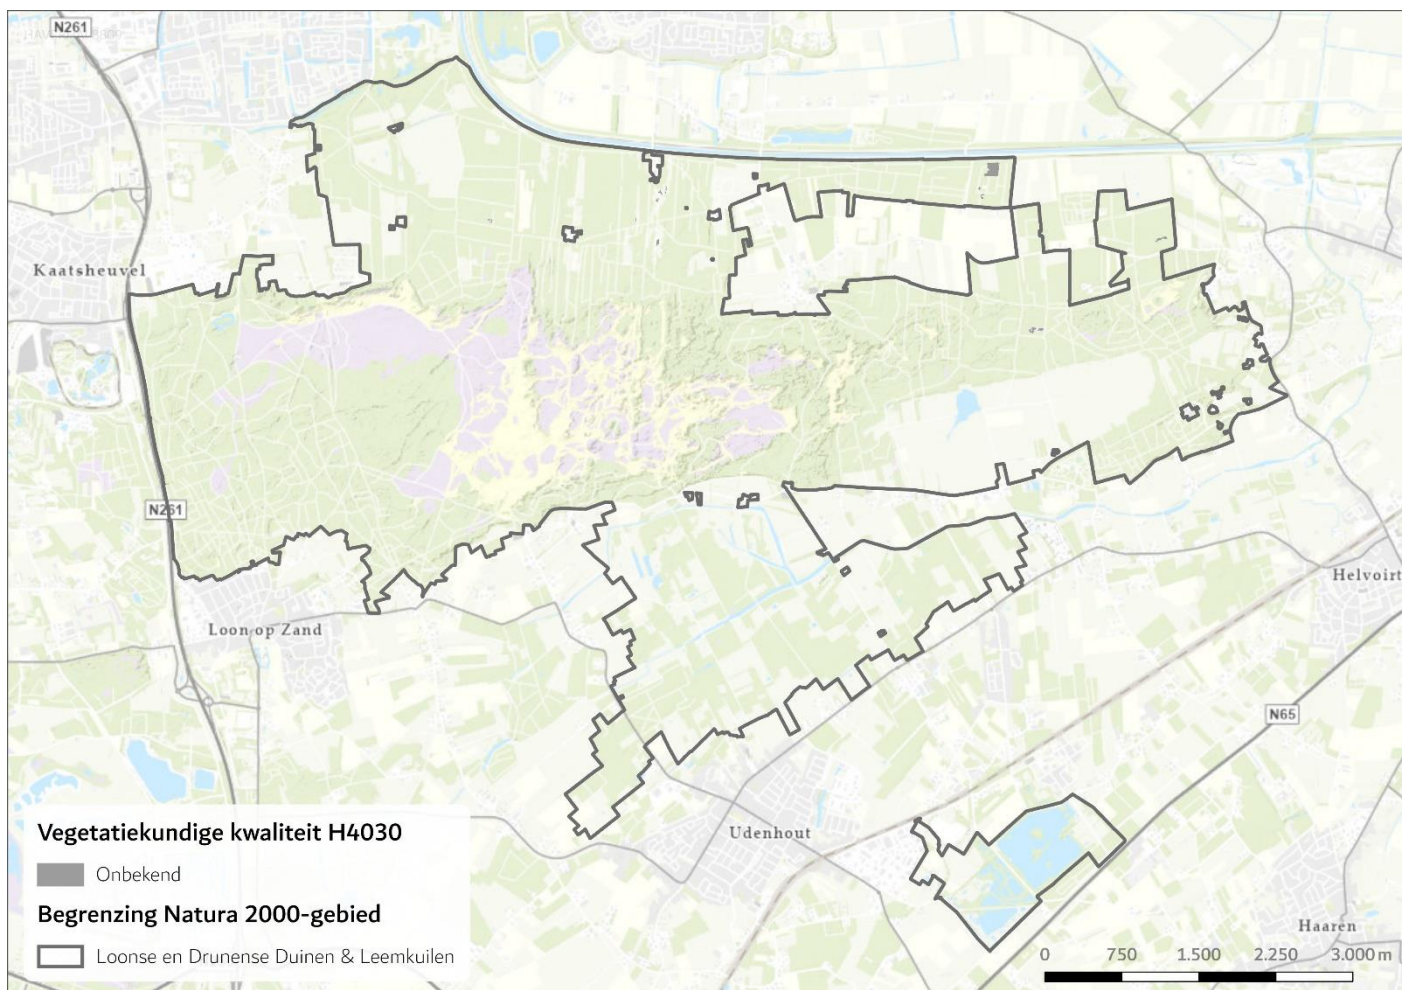 N261
Kaatsheuvel
N261
Loon op Zand
Helvoirt
N65
Udenhout
Haaren
Vegetatiekundige kwaliteit H4030
Onbekend
Begrenzing Natura 2000-gebied
Loonse en Drunense Duinen & Leemkuilen
0 750 1.500 2.250 3.000 m